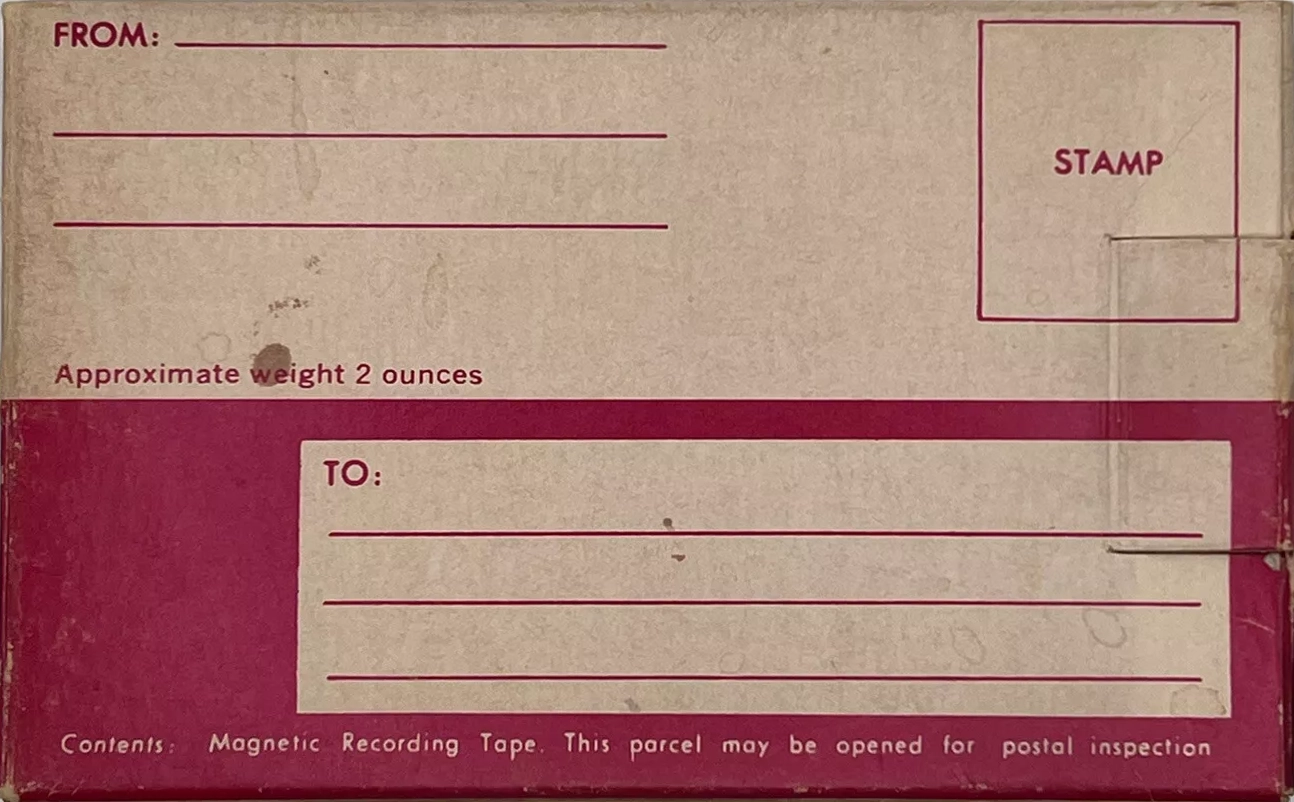 FROM:
STAMP
Approximate weight 2 ounces
TO:
Contents: Magnetic Recording Tape. This parcel may be opened for postal inspection